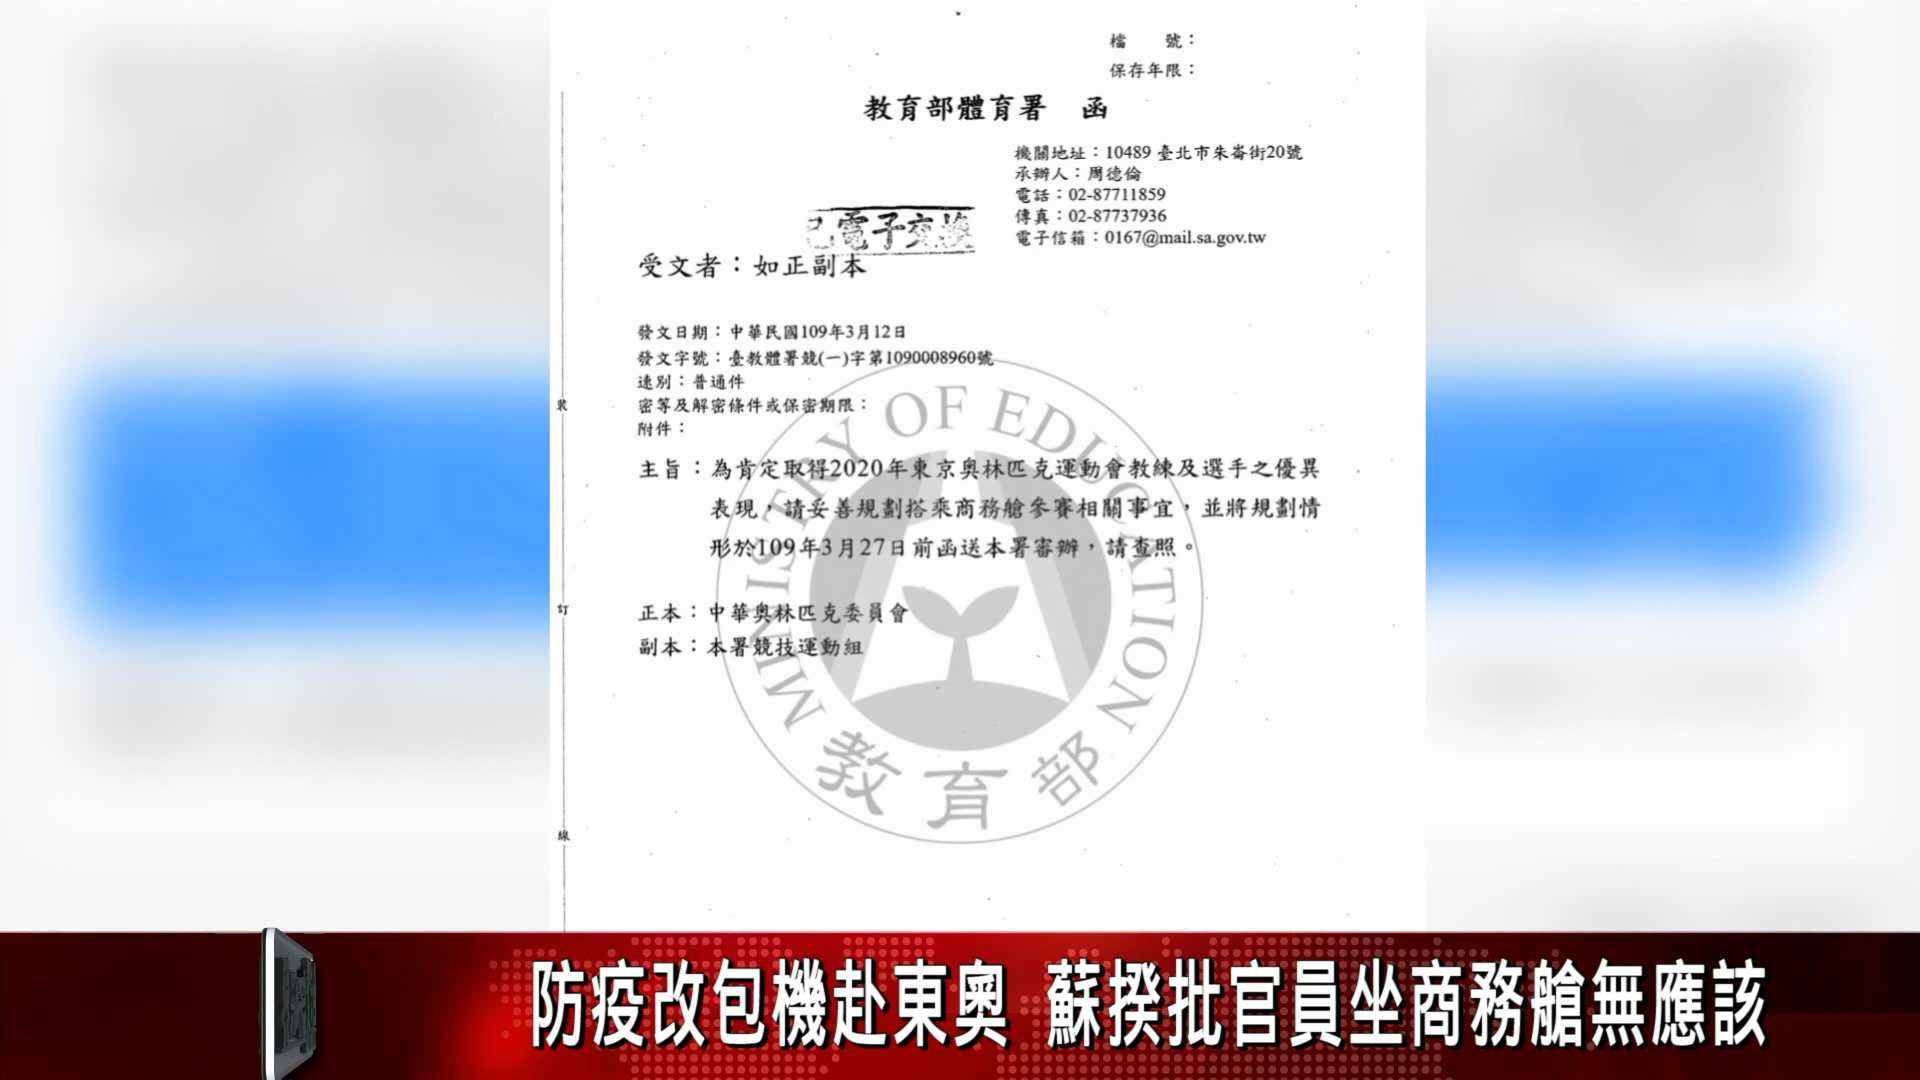 檔　　號：
保存年限：
教育部體育署　函
機關地址：10489 臺北市朱崙街20號
承辦人：周德倫
電話：02-87711859
傳真：02-87737936
電子信箱：0167@mail.sa.gov.tw
已電子交換
受文者：如正副本
發文日期：中華民國109年3月12日
發文字號：臺教體署競(一)字第1090008960號
速別：普通件
密等及解密條件或保密期限：
附件：
主旨：為肯定取得2020年東京奧林匹克運動會教練及選手之優異
表現，請妥善規劃搭乘商務艙參賽相關事宜，並將規劃情
形於109年3月27日前函送本署審辦，請查照。
正本：中華奧林匹克委員會
副本：本署競技運動組
裝
訂
線
MINISTRY OF EDUCATION
教育部
防疫改包機赴東奧　蘇揆批官員坐商務艙無應該